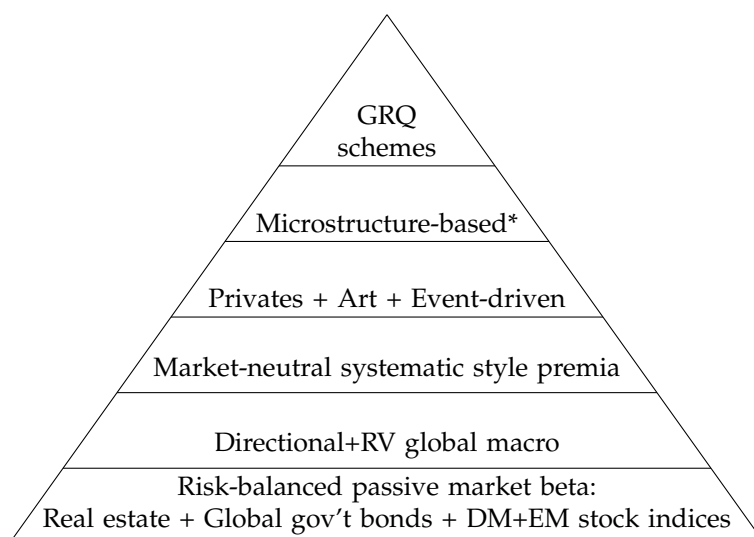 GRQ
schemes
Microstructure-based*
Privates + Art + Event-driven
Market-neutral systematic style premia
Directional+RV global macro
Risk-balanced passive market beta:
Real estate + Global gov't bonds + DM+EM stock indices